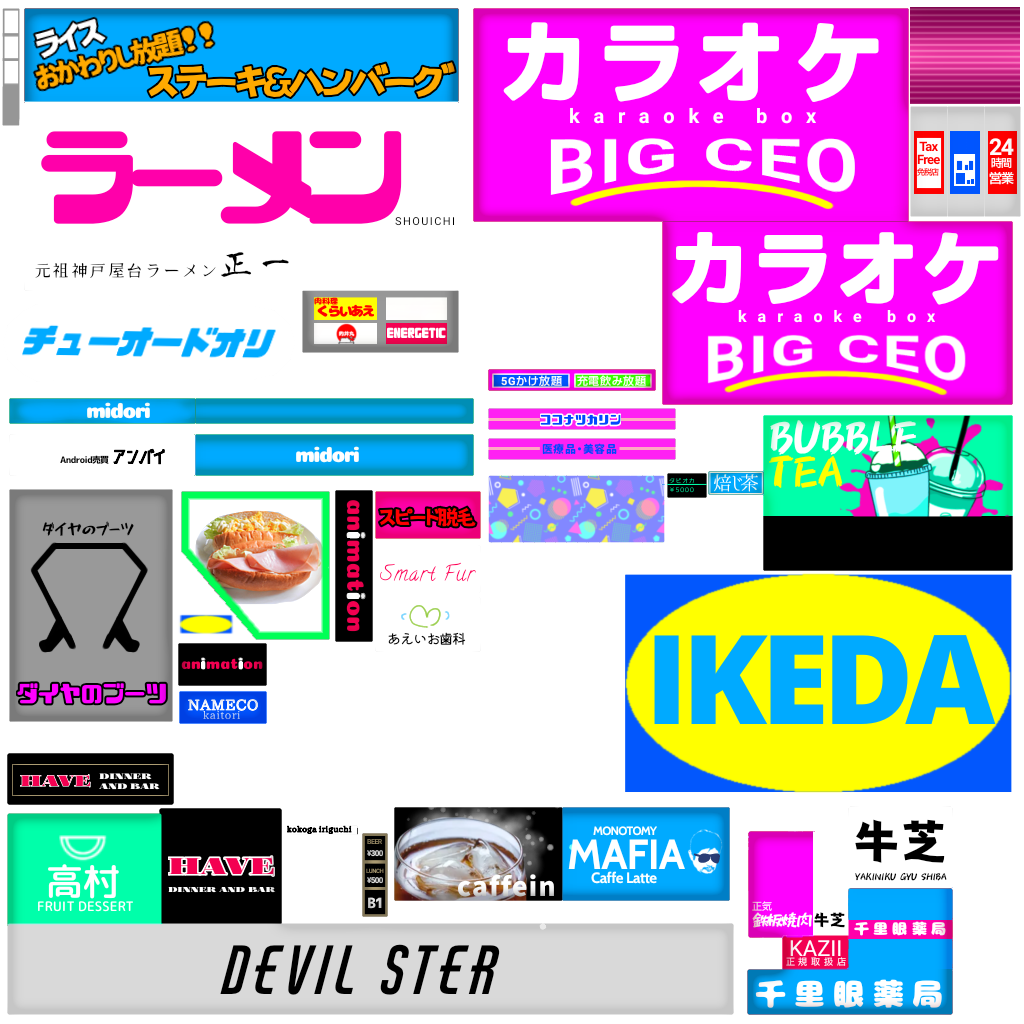 ライス
おかわりし放題!!
ステーキ&ハンバーグ
カラオケ
karaoke box
BIG CEO
Tax
Free
免税店
24
時間
営業
ラーメン
SHOUICHI
元祖神戸屋台ラーメン 正一
カラオケ
karaoke box
BIG CEO
肉料理
くらいあえ
ENERGETIC
チューオードオリ
5Gかけ放題
充電飲み放題
midori
ココナツカリン
医療品・美容品
Android売買 アンバイ
midori
BUBBLE
TEA
タピオカ
¥5000
焙じ茶
ダイヤのブーツ
ダイヤのブーツ
animation
スピード脱毛
Smart Fur
あえいお歯科
animation
NAMECO
kaitori
IKEDA
HAVE
DINNER
AND BAR
高村
FRUIT DESSERT
HAVE
DINNER AND BAR
kokoga iriguchi
BEER
¥300
LUNCH
¥500
B1
caffein
MONOTOMY
MAFIA
Caffe Latte
牛芝
YAKINIKU GYU SHIBA
正気
鉄板焼肉
牛芝
千里眼薬局
KAZII
正規取扱店
千里眼薬局
DEVIL STER